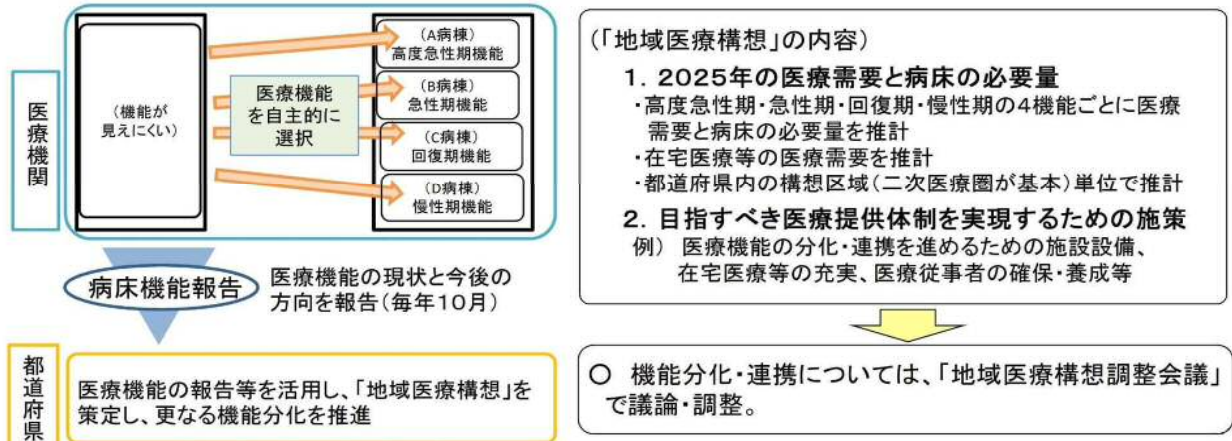 医療機関
(機能が
見えにくい)
医療機能
を自主的に
選択
(A病棟)
高度急性期機能
(B病棟)
急性期機能
(C病棟)
回復期機能
(D病棟)
慢性期機能
病床機能報告
医療機能の現状と今後の
方向を報告(毎年10月)
都道府県
医療機能の報告等を活用し、「地域医療構想」を
策定し、更なる機能分化を推進
(「地域医療構想」の内容)
1. 2025年の医療需要と病床の必要量
・高度急性期・急性期・回復期・慢性期の4機能ごとに医療
需要と病床の必要量を推計
・在宅医療等の医療需要を推計
・都道府県内の構想区域(二次医療圏が基本)単位で推計
2. 目指すべき医療提供体制を実現するための施策
例) 医療機能の分化・連携を進めるための施設設備、
在宅医療等の充実、医療従事者の確保・養成等
○ 機能分化・連携については、「地域医療構想調整会議」
で議論・調整。